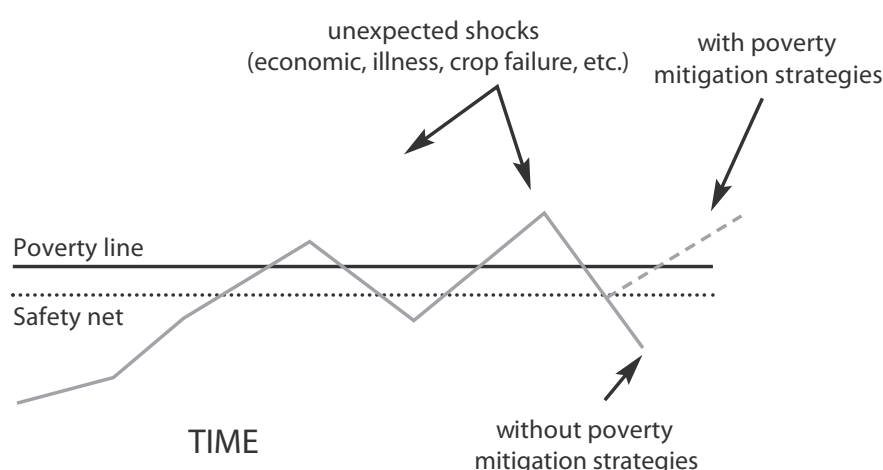 unexpected shocks
(economic, illness, crop failure, etc.)
with poverty
mitigation strategies
Poverty line
Safety net
TIME
without poverty
mitigation strategies